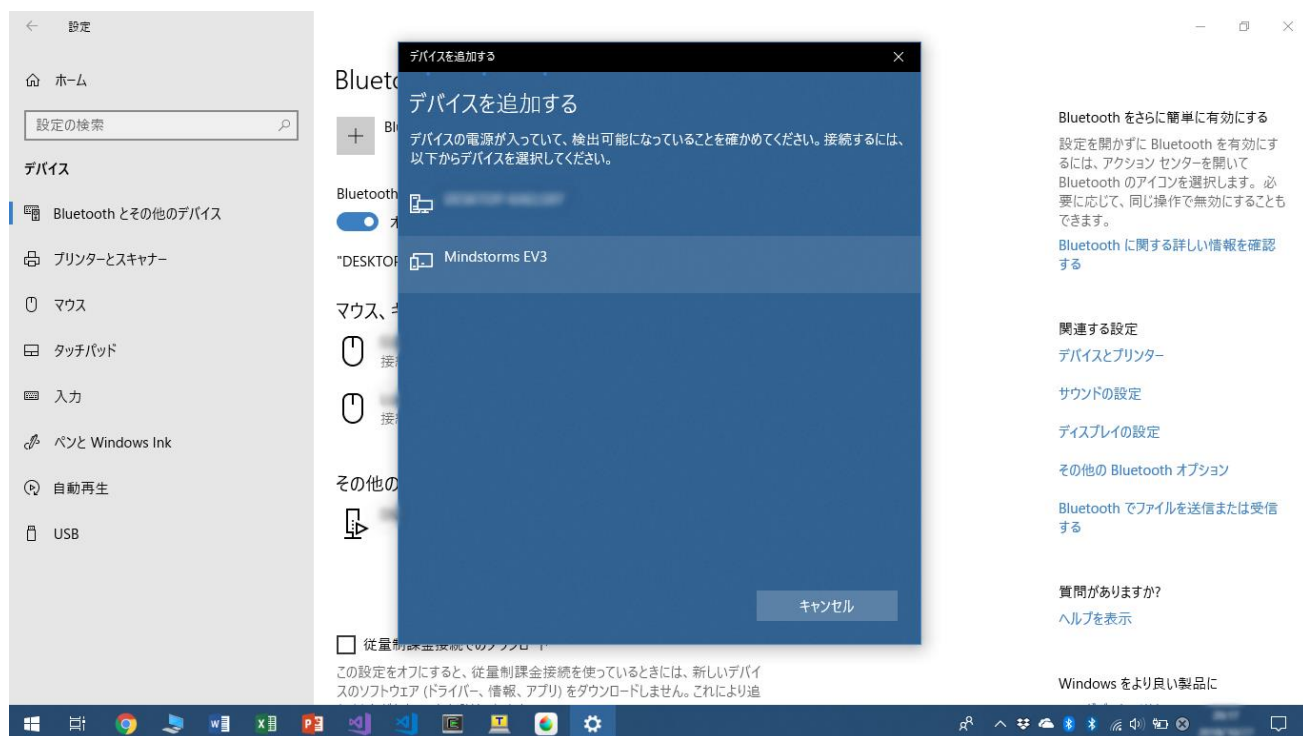 設定
ホーム
設定の検索
デバイス
Bluetooth とその他のデバイス
プリンターとスキャナー
マウス
タッチパッド
入力
ペンと Windows Ink
自動再生
USB
"DESKTOP
マウス、
その他の
この設定をオフにすると、従量制課金接続を使っているときには、新しいデバイ
スのソフトウェア (ドライバー、情報、アプリ) をダウンロードしません。これにより追
デバイスを追加する
デバイスを追加する
デバイスの電源が入っていて、検出可能になっていることを確かめてください。接続するには、
以下からデバイスを選択してください。
Mindstorms EV3
キャンセル
Bluetooth
Bluetooth をさらに簡単に有効にする
設定を開かずに Bluetooth を有効にす
るには、アクション センターを開いて
Bluetooth のアイコンを選択します。必
要に応じて、同じ操作で無効にすることも
できます。
Bluetooth に関する詳しい情報を確認
する
関連する設定
デバイスとプリンター
サウンドの設定
ディスプレイの設定
その他の Bluetooth オプション
Bluetooth でファイルを送信または受信
する
質問がありますか?
ヘルプを表示
Windows をより良い製品に